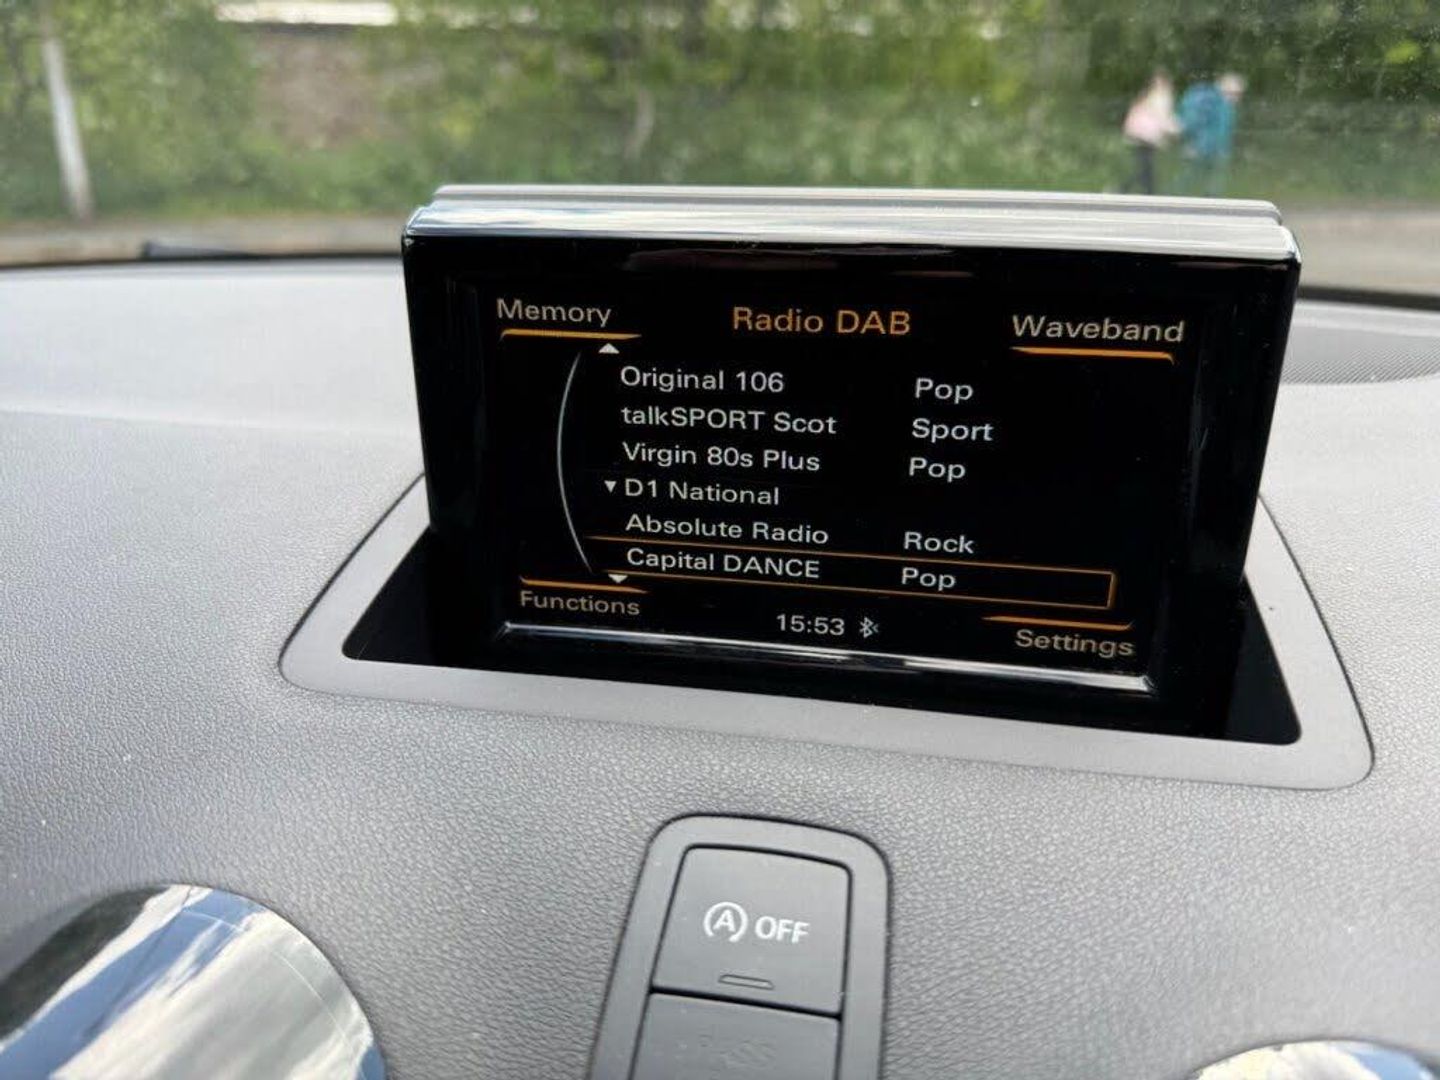 Memory Radio DAB Waveband
Original 106 Pop
talkSPORT Scot Sport
Virgin 80s Plus Pop
▼ D1 National
Absolute Radio Rock
Capital DANCE Pop
Functions 15:53 Settings
A OFF